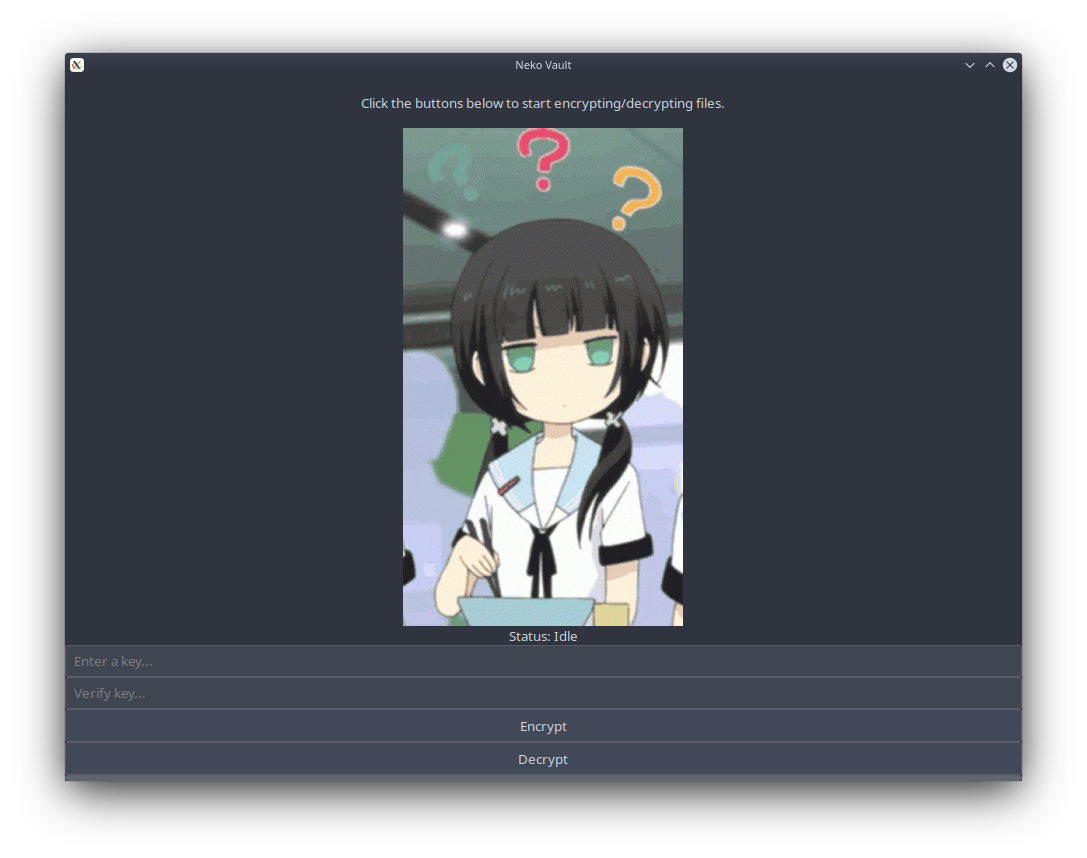 Neko Vault
Click the buttons below to start encrypting/decrypting files.
? ? ?
Status: Idle
Enter a key...
Verify key...
Encrypt
Decrypt